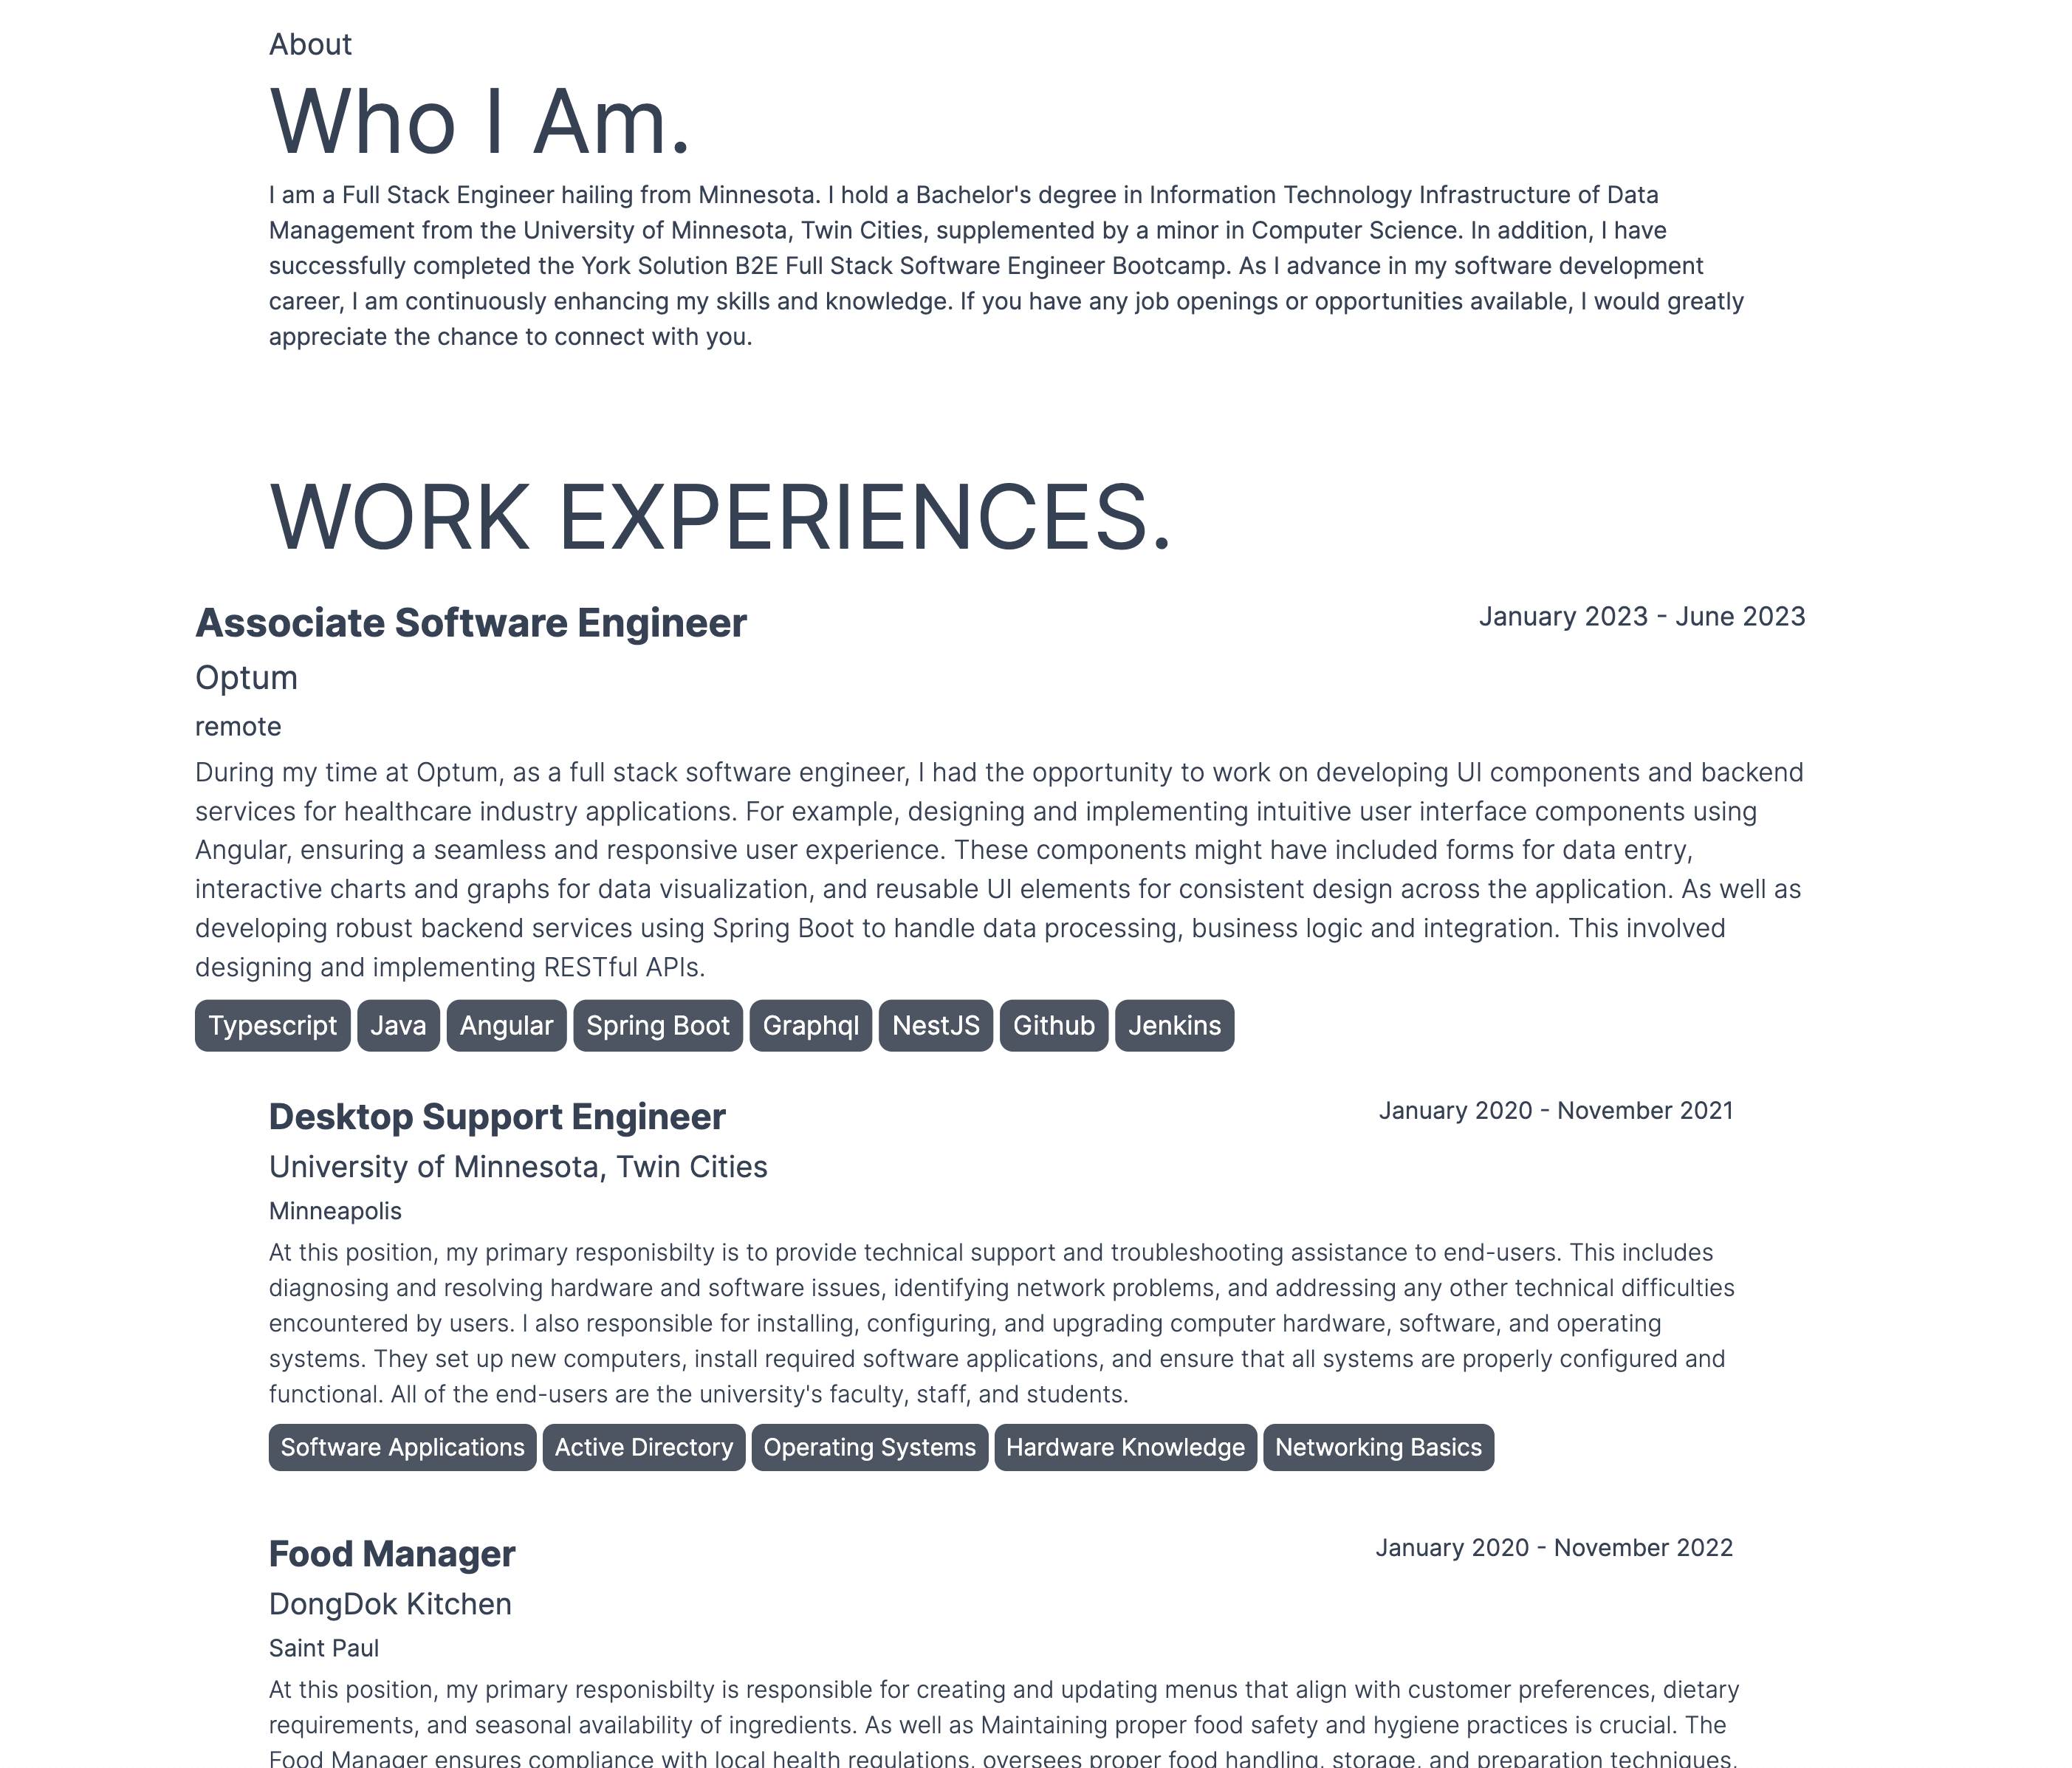 About
Who I Am.
I am a Full Stack Engineer hailing from Minnesota. I hold a Bachelor's degree in Information Technology Infrastructure of Data
Management from the University of Minnesota, Twin Cities, supplemented by a minor in Computer Science. In addition, I have
successfully completed the York Solution B2E Full Stack Software Engineer Bootcamp. As I advance in my software development
career, I am continuously enhancing my skills and knowledge. If you have any job openings or opportunities available, I would greatly
appreciate the chance to connect with you.
WORK EXPERIENCES.
Associate Software Engineer
January 2023 - June 2023
Optum
remote
During my time at Optum, as a full stack software engineer, I had the opportunity to work on developing UI components and backend
services for healthcare industry applications. For example, designing and implementing intuitive user interface components using
Angular, ensuring a seamless and responsive user experience. These components might have included forms for data entry,
interactive charts and graphs for data visualization, and reusable UI elements for consistent design across the application. As well as
developing robust backend services using Spring Boot to handle data processing, business logic and integration. This involved
designing and implementing RESTful APIs.
Typescript Java Angular Spring Boot Graphql NestJS Github Jenkins
Desktop Support Engineer
January 2020 - November 2021
University of Minnesota, Twin Cities
Minneapolis
At this position, my primary responisbilty is to provide technical support and troubleshooting assistance to end-users. This includes
diagnosing and resolving hardware and software issues, identifying network problems, and addressing any other technical difficulties
encountered by users. I also responsible for installing, configuring, and upgrading computer hardware, software, and operating
systems. They set up new computers, install required software applications, and ensure that all systems are properly configured and
functional. All of the end-users are the university's faculty, staff, and students.
Software Applications Active Directory Operating Systems Hardware Knowledge Networking Basics
Food Manager
January 2020 - November 2022
DongDok Kitchen
Saint Paul
At this position, my primary responisbilty is responsible for creating and updating menus that align with customer preferences, dietary
requirements, and seasonal availability of ingredients. As well as Maintaining proper food safety and hygiene practices is crucial. The
Food Manager ensures compliance with local health regulations, oversees proper food handling, storage, and preparation techniques,